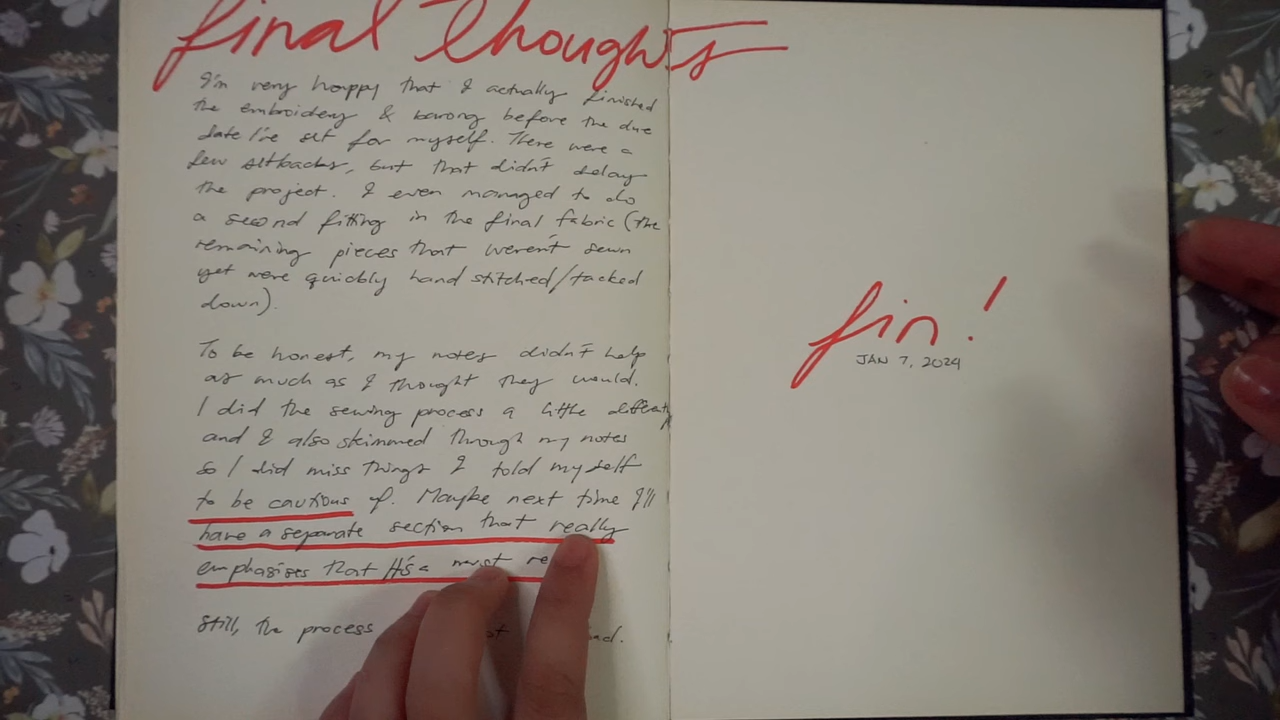 final thoughts
I'm very happy that I actually finished
the embroidery & barong before the due
date I've set for myself. There were a
few setbacks, but that didn't delay
the project. I even managed to do
a second fitting in the final fabric (the
remaining pieces that weren't sewn
yet were quickly hand stitched/tacked
down).
To be honest, my notes didn't help
as much as I thought they would.
I did the sewing process a little differently
and I also skimmed through my notes
so I did miss things I told myself
to be cautious of. Maybe next time I'll
have a separate section that really
emphasises that it's a must
Still, the process
fin!
JAN 7, 2024